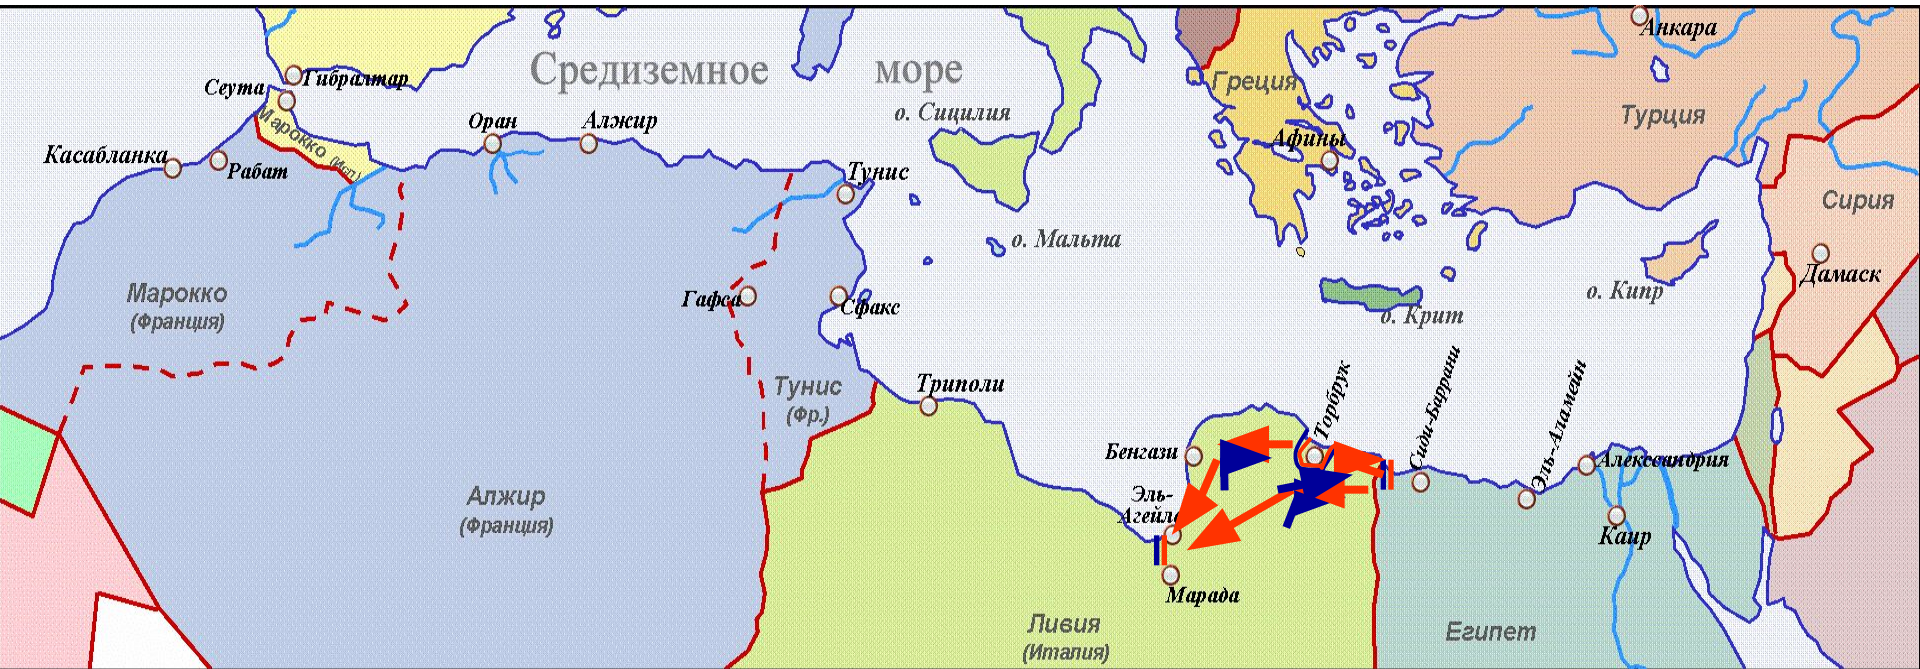 Анкара
Гибралтар
Средиземное море
Греция
Сеута
о. Сицилия
Турция
Марокко (Исп)
Оран
Алжир
Афины
Касабланка
Рабат
Тунис
Сирия
о. Мальта
Дамаск
Марокко
(Франция)
Гафса
Сфакс
о. Кипр
о. Крит
Тунис
(Фр.)
Триполи
Торбрук
Сиди-Баррани
Эль-Аламейн
Бенгази
Александрия
Эль-
Агейла
Алжир
(Франция)
Каир
Марада
Ливия
(Италия)
Египет